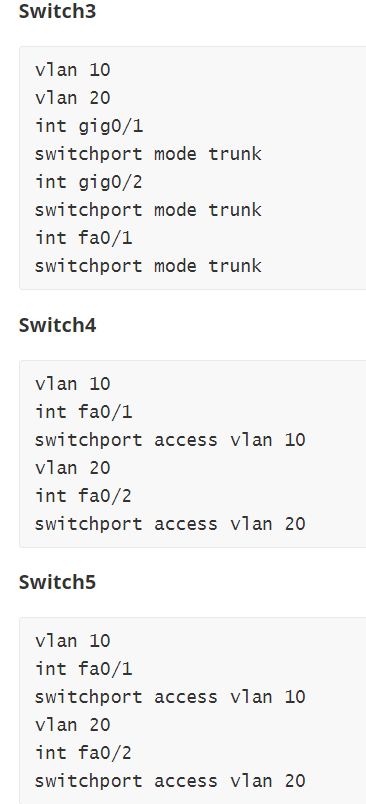 Switch3
vlan 10
vlan 20
int gig0/1
switchport mode trunk
int gig0/2
switchport mode trunk
int fa0/1
switchport mode trunk
Switch4
vlan 10
int fa0/1
switchport access vlan 10
vlan 20
int fa0/2
switchport access vlan 20
Switch5
vlan 10
int fa0/1
switchport access vlan 10
vlan 20
int fa0/2
switchport access vlan 20